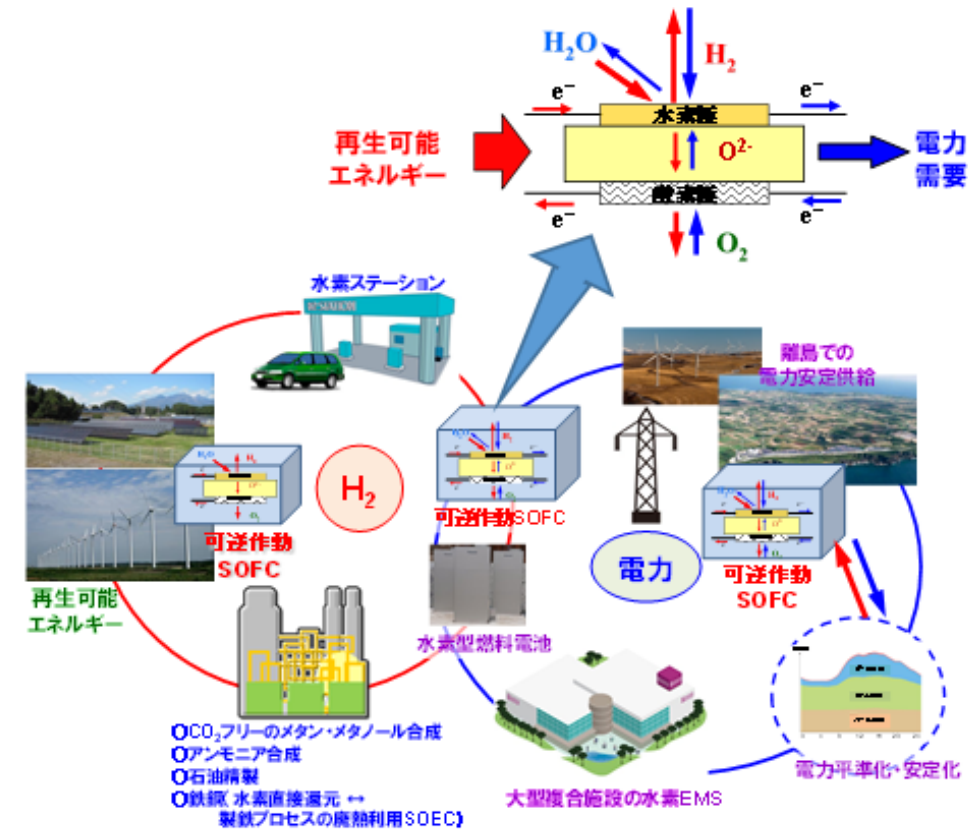 H₂O
H₂
e⁻
e⁻
水素極
再生可能
エネルギー
O²⁻
電力
需要
酸素極
e⁻
e⁻
O₂
水素ステーション
離島での
電力安定供給
H₂
可逆作動SOFC
可逆作動
SOFC
電力
可逆作動
SOFC
再生可能
エネルギー
水素型燃料電池
○CO₂フリーのメタン・メタノール合成
○アンモニア合成
○石油精製
○鉄鋼(水素直接還元 ↔
製鉄プロセスの廃熱利用SOEC)
大型複合施設の水素EMS
電力平準化・安定化